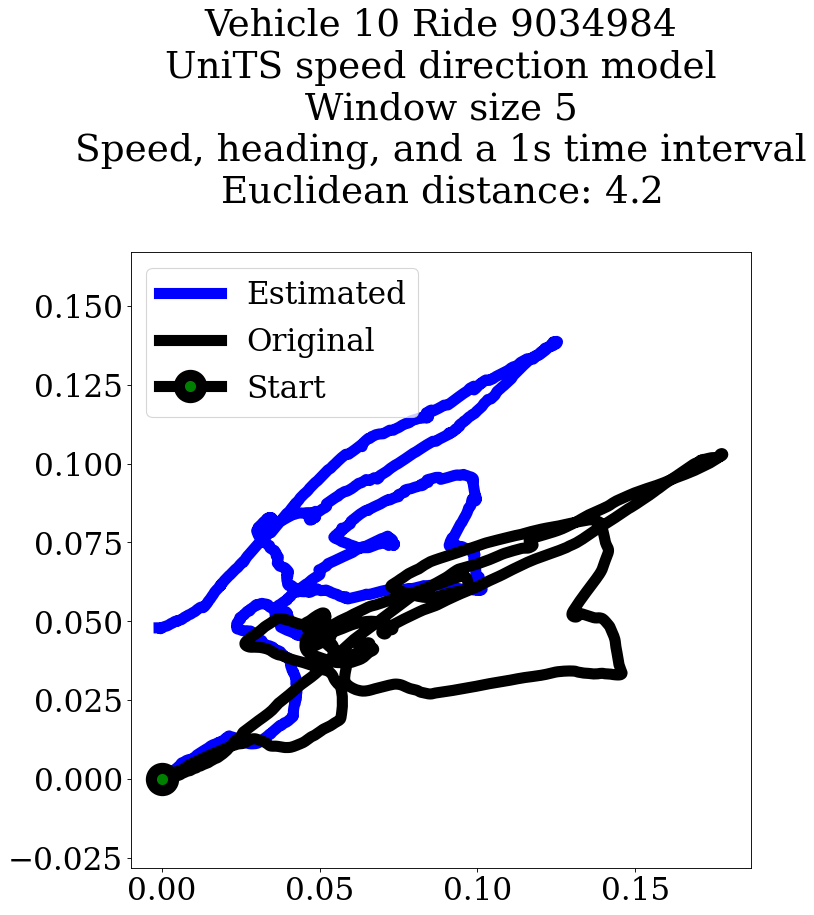 Vehicle 10 Ride 9034984
UniTS speed direction model
Window size 5
Speed, heading, and a 1s time interval
Euclidean distance: 4.2
Estimated
Original
Start
0.150
0.125
0.100
0.075
0.050
0.025
0.000
−0.025
0.00 0.05 0.10 0.15